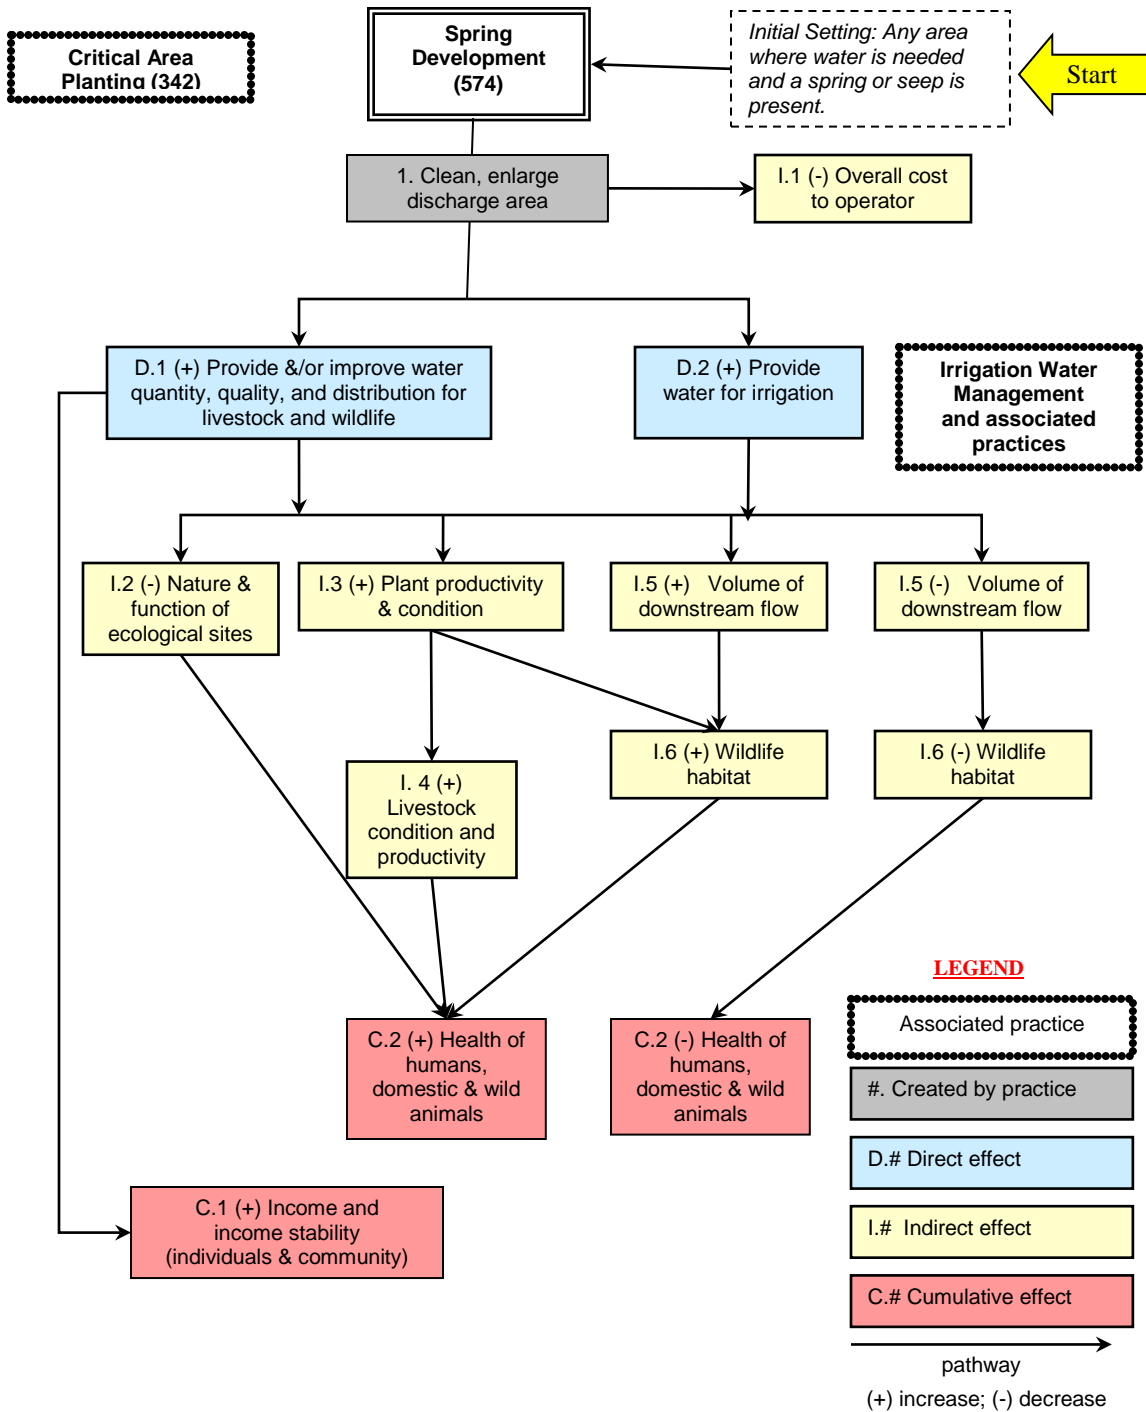 Critical Area
Planting (342)
Spring
Development
(574)
Initial Setting: Any area
where water is needed
and a spring or seep is
present.
Start
1. Clean, enlarge
discharge area
I.1 (-) Overall cost
to operator
D.1 (+) Provide &/or improve water
quantity, quality, and distribution for
livestock and wildlife
D.2 (+) Provide
water for irrigation
Irrigation Water
Management
and associated
practices
I.2 (-) Nature &
function of
ecological sites
I.3 (+) Plant productivity
& condition
I.5 (+) Volume of
downstream flow
I.5 (-) Volume of
downstream flow
I. 4 (+)
Livestock
condition and
productivity
I.6 (+) Wildlife
habitat
I.6 (-) Wildlife
habitat
C.2 (+) Health of
humans,
domestic & wild
animals
C.2 (-) Health of
humans,
domestic & wild
animals
C.1 (+) Income and
income stability
(individuals & community)
LEGEND
Associated practice
#. Created by practice
D.# Direct effect
I.# Indirect effect
C.# Cumulative effect
pathway
(+) increase; (-) decrease